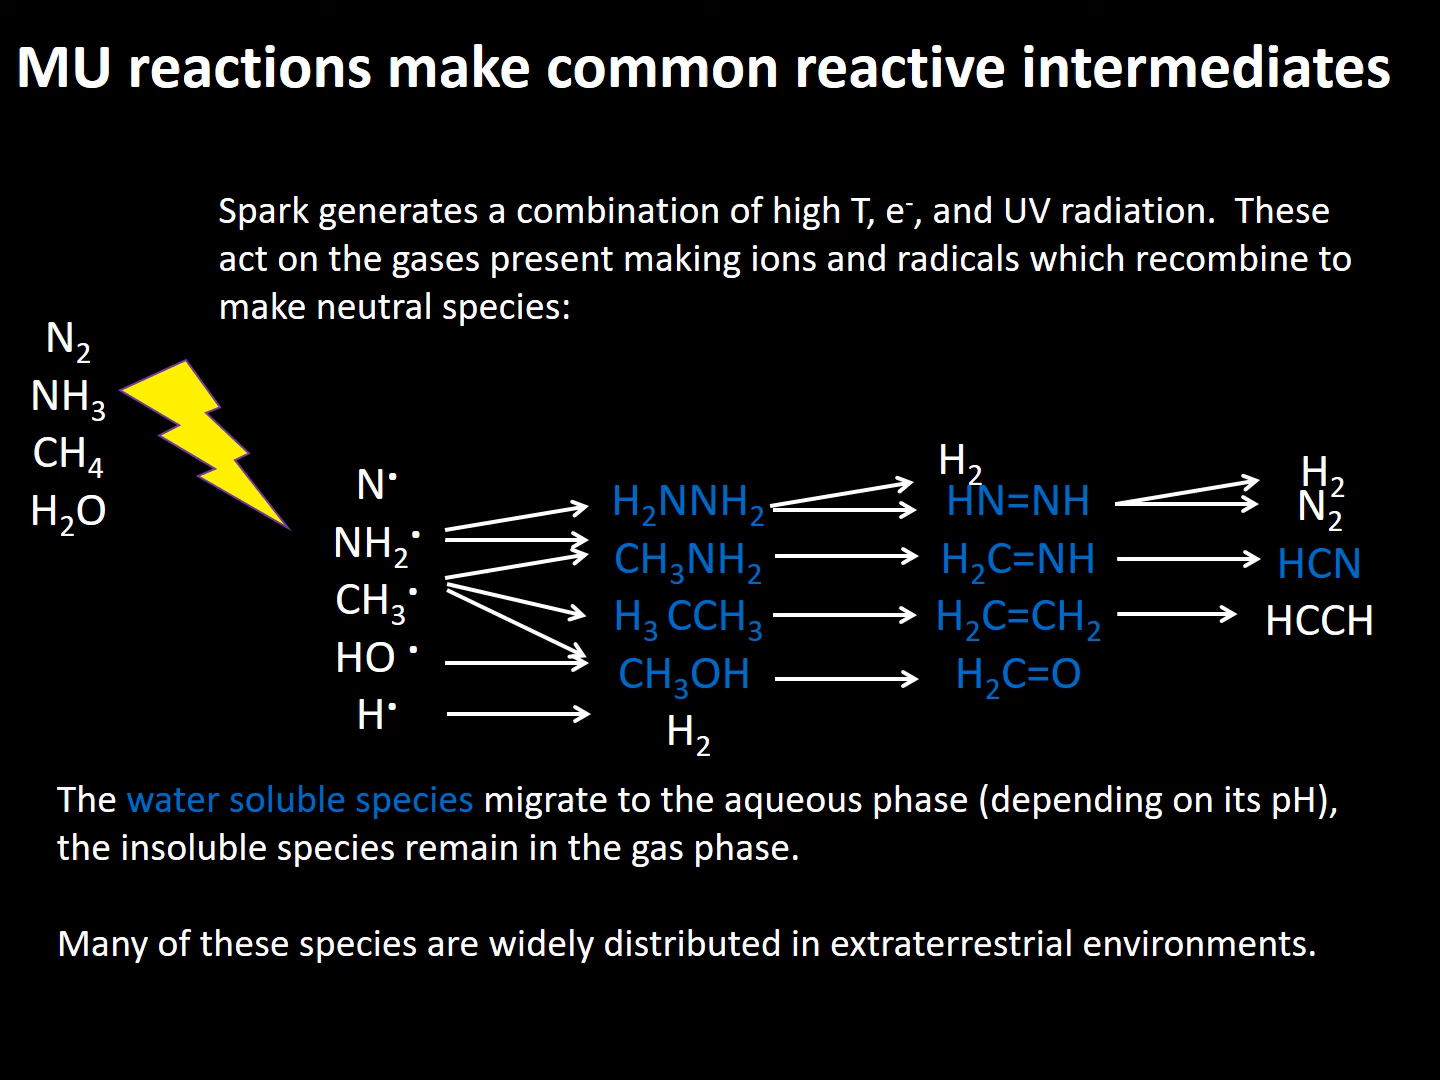 MU reactions make common reactive intermediates
Spark generates a combination of high T, e⁻, and UV radiation.  These
act on the gases present making ions and radicals which recombine to
make neutral species:
N₂
NH₃
CH₄
H₂O
N•
NH₂•
CH₃•
HO •
H•
H₂NNH₂
CH₃NH₂
H₃ CCH₃
CH₃OH
H₂
H₂
HN=NH
H₂C=NH
H₂C=CH₂
H₂C=O
H₂
N₂
HCN
HCCH
The water soluble species migrate to the aqueous phase (depending on its pH),
the insoluble species remain in the gas phase.
Many of these species are widely distributed in extraterrestrial environments.